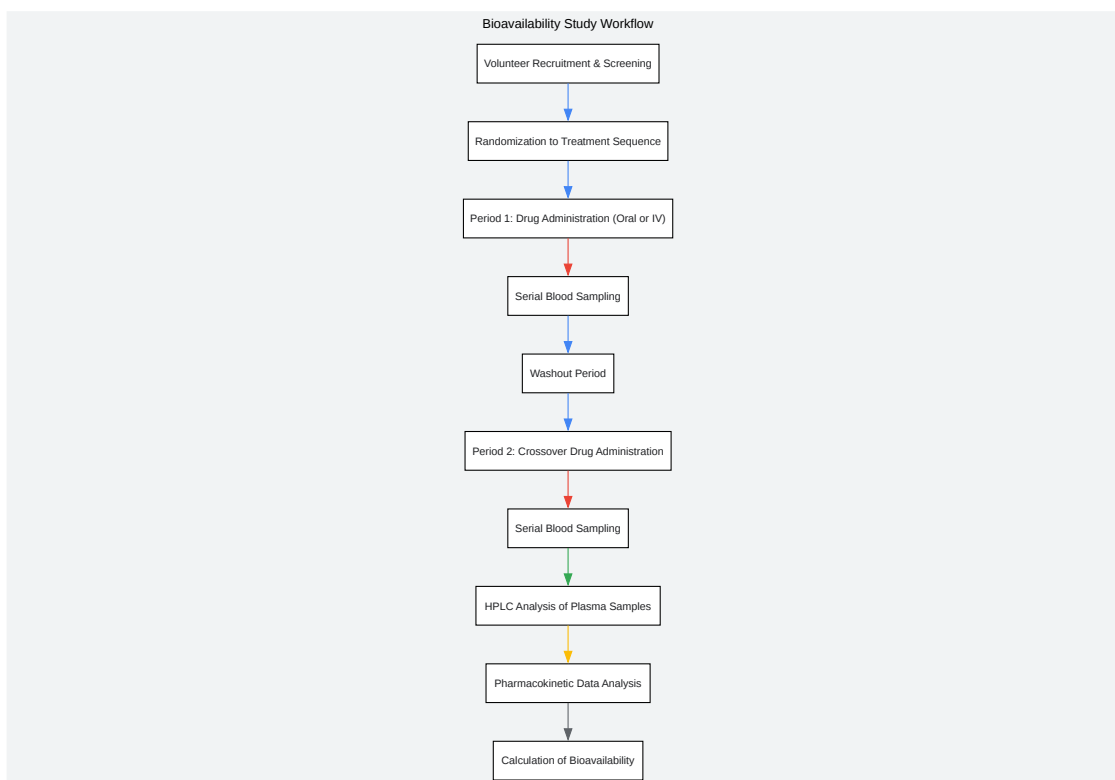 Bioavailability Study Workflow
Volunteer Recruitment & Screening
Randomization to Treatment Sequence
Period 1: Drug Administration (Oral or IV)
Serial Blood Sampling
Washout Period
Period 2: Crossover Drug Administration
Serial Blood Sampling
HPLC Analysis of Plasma Samples
Pharmacokinetic Data Analysis
Calculation of Bioavailability